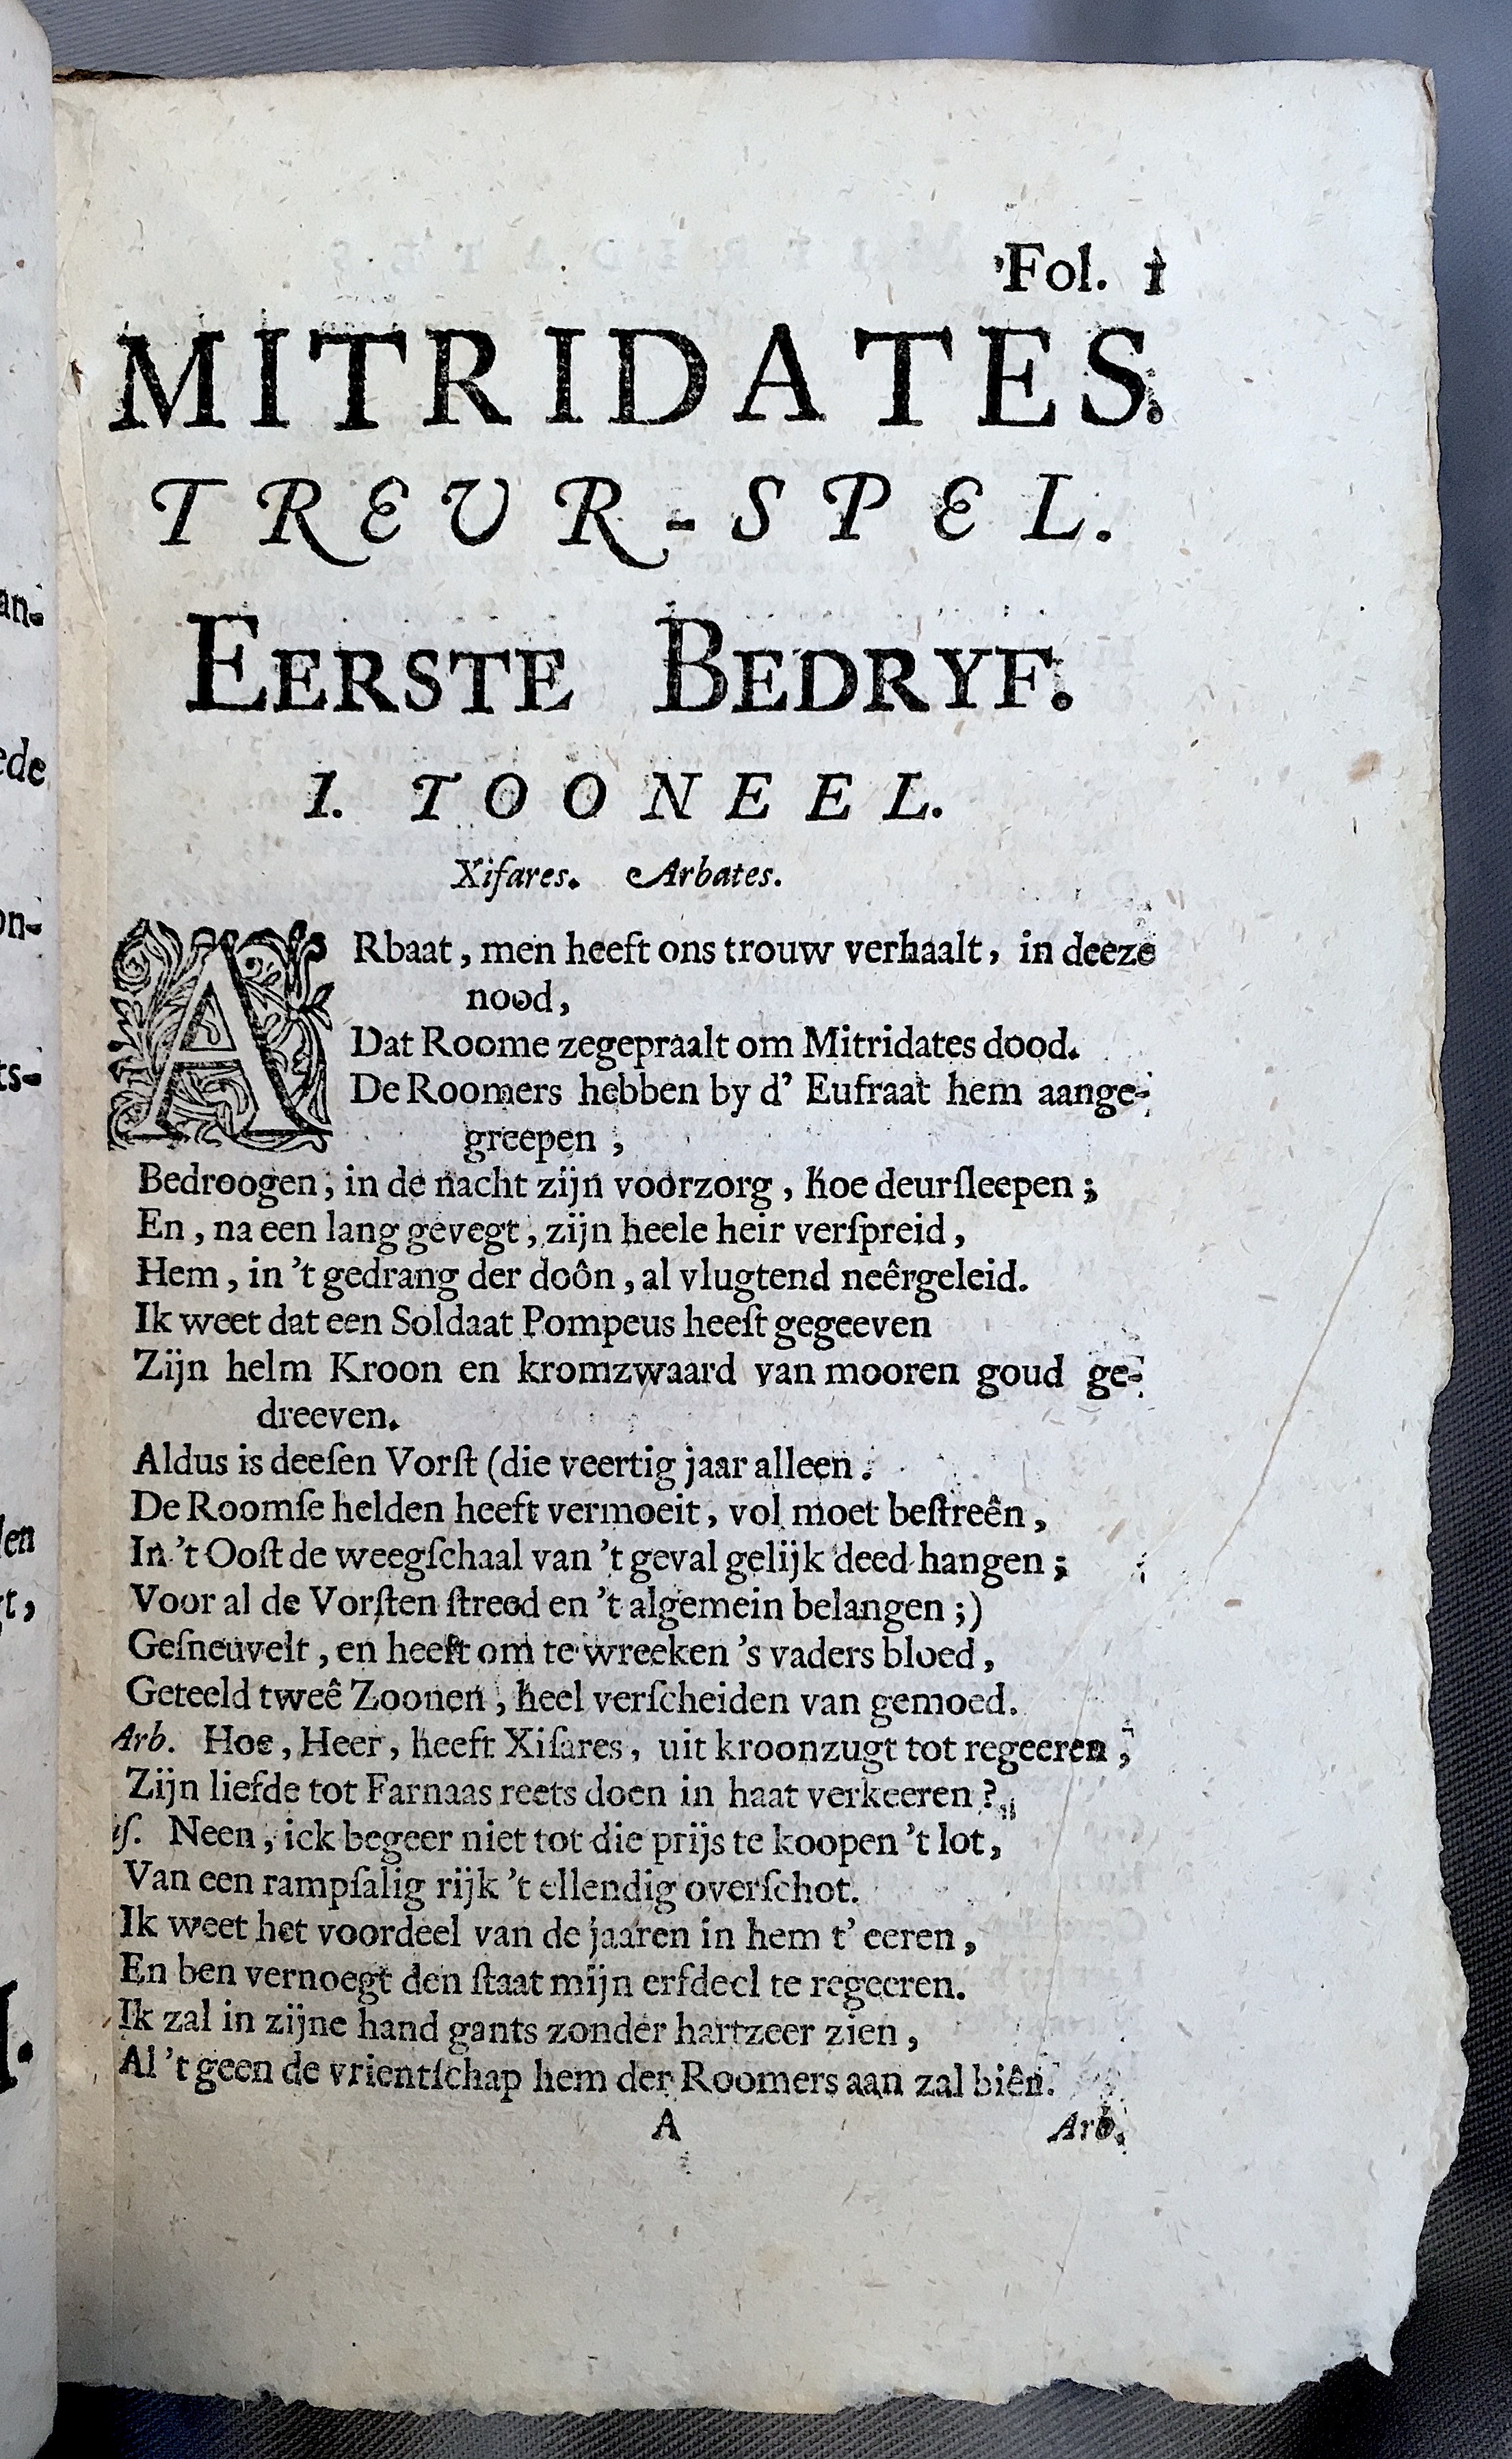 Fol. 1
MITRIDATES.
TREUR-SPEL.
EERSTE BEDRYF.
I. TOONEEL.
Xiſares. Arbates.
ARbaat, men heeft ons trouw verhaalt, in deeze
nood,
Dat Roome zegepraalt om Mitridates dood.
De Roomers hebben by d' Eufraat hem aange-
greepen,
Bedroogen, in de nacht zijn voorzorg, hoe deurſleepen;
En, na een lang gevegt, zijn heele heir verſpreid,
Hem, in 't gedrang der doôn, al vlugtend neêrgeleid.
Ik weet dat een Soldaat Pompeus heeft gegeeven
Zijn helm Kroon en kromzwaard van mooren goud ge-
dreeven.
Aldus is deeſen Vorſt (die veertig jaar alleen
De Roomſe helden heeft vermoeit, vol moet beſtreên,
In 't Ooſt de weegſchaal van 't geval gelijk deed hangen;
Voor al de Vorſten ſtreed en 't algemein belangen;)
Geſneuvelt, en heeft om te wreeken 's vaders bloed,
Geteeld tweê Zoonen, heel verſcheiden van gemoed.
Arb. Hoe, Heer, heeft Xiſares, uit kroonzugt tot regeeren,
Zijn liefde tot Farnaas reets doen in haat verkeeren?
iſ. Neen, ick begeer niet tot die prijs te koopen 't lot,
Van een rampſalig rijk 't ellendig overſchot.
Ik weet het voordeel van de jaaren in hem t' eeren,
En ben vernoegt den ſtaat mijn erfdeel te regeeren.
Ik zal in zijne hand gants zonder hartzeer zien,
Al 't geen de vrientſchap hem der Roomers aan zal biên.
A Arb.
an-
ede
on-
ts-
len
t,
I.